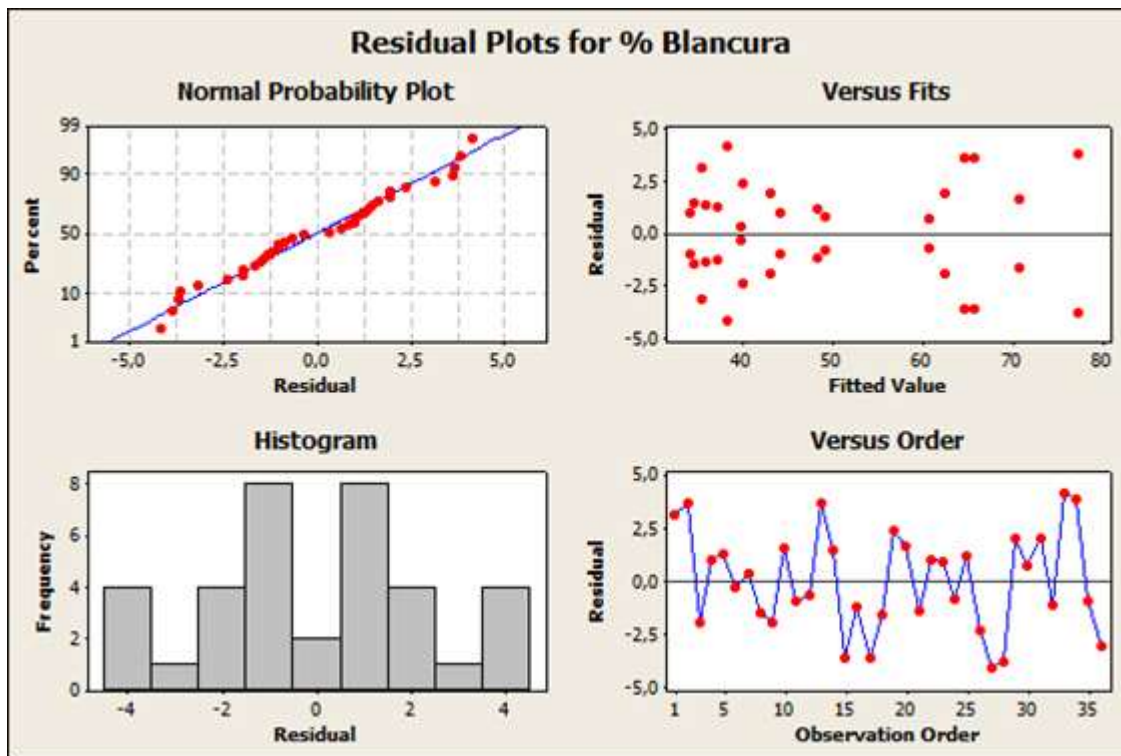 Residual Plots for % Blancura
Normal Probability Plot
Percent
99
90
50
10
1
-5,0 -2,5 0,0 2,5 5,0
Residual
Versus Fits
Residual
5,0
2,5
0,0
-2,5
-5,0
40 50 60 70 80
Fitted Value
Histogram
Frequency
8
6
4
2
0
-4 -2 0 2 4
Residual
Versus Order
Residual
5,0
2,5
0,0
-2,5
-5,0
1 5 10 15 20 25 30 35
Observation Order